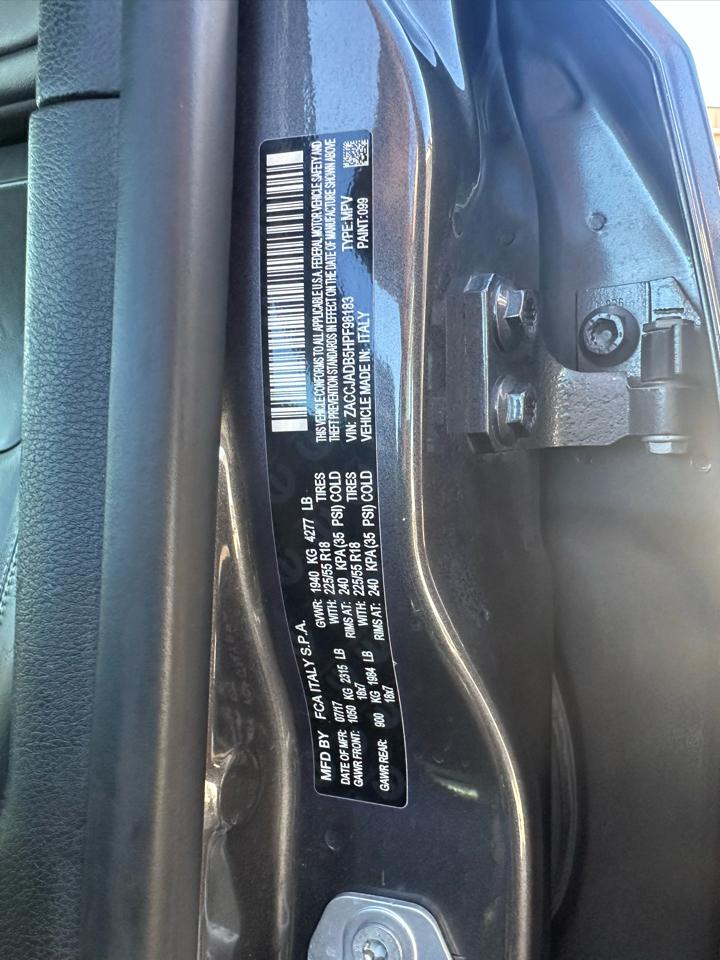 MFD BY FCA ITALY S.P.A.
DATE OF MFR: 07/17 GVWR: 1940 KG 4277 LB
GAWR FRONT: 1050 KG 2315 LB WITH: 225/55 R18 TIRES
18x7 RIMS AT: 240 KPA(35 PSI) COLD
GAWR REAR: 900 KG 1984 LB WITH: 225/55 R18 TIRES
18x7 RIMS AT: 240 KPA(35 PSI) COLD
THIS VEHICLE CONFORMS TO ALL APPLICABLE U.S.A. FEDERAL MOTOR VEHICLE SAFETY AND
THEFT PREVENTION STANDARDS IN EFFECT ON THE DATE OF MANUFACTURE SHOWN ABOVE
VIN: ZACCJADB5HPF98183 TYPE: MPV
VEHICLE MADE IN: ITALY PAINT:099